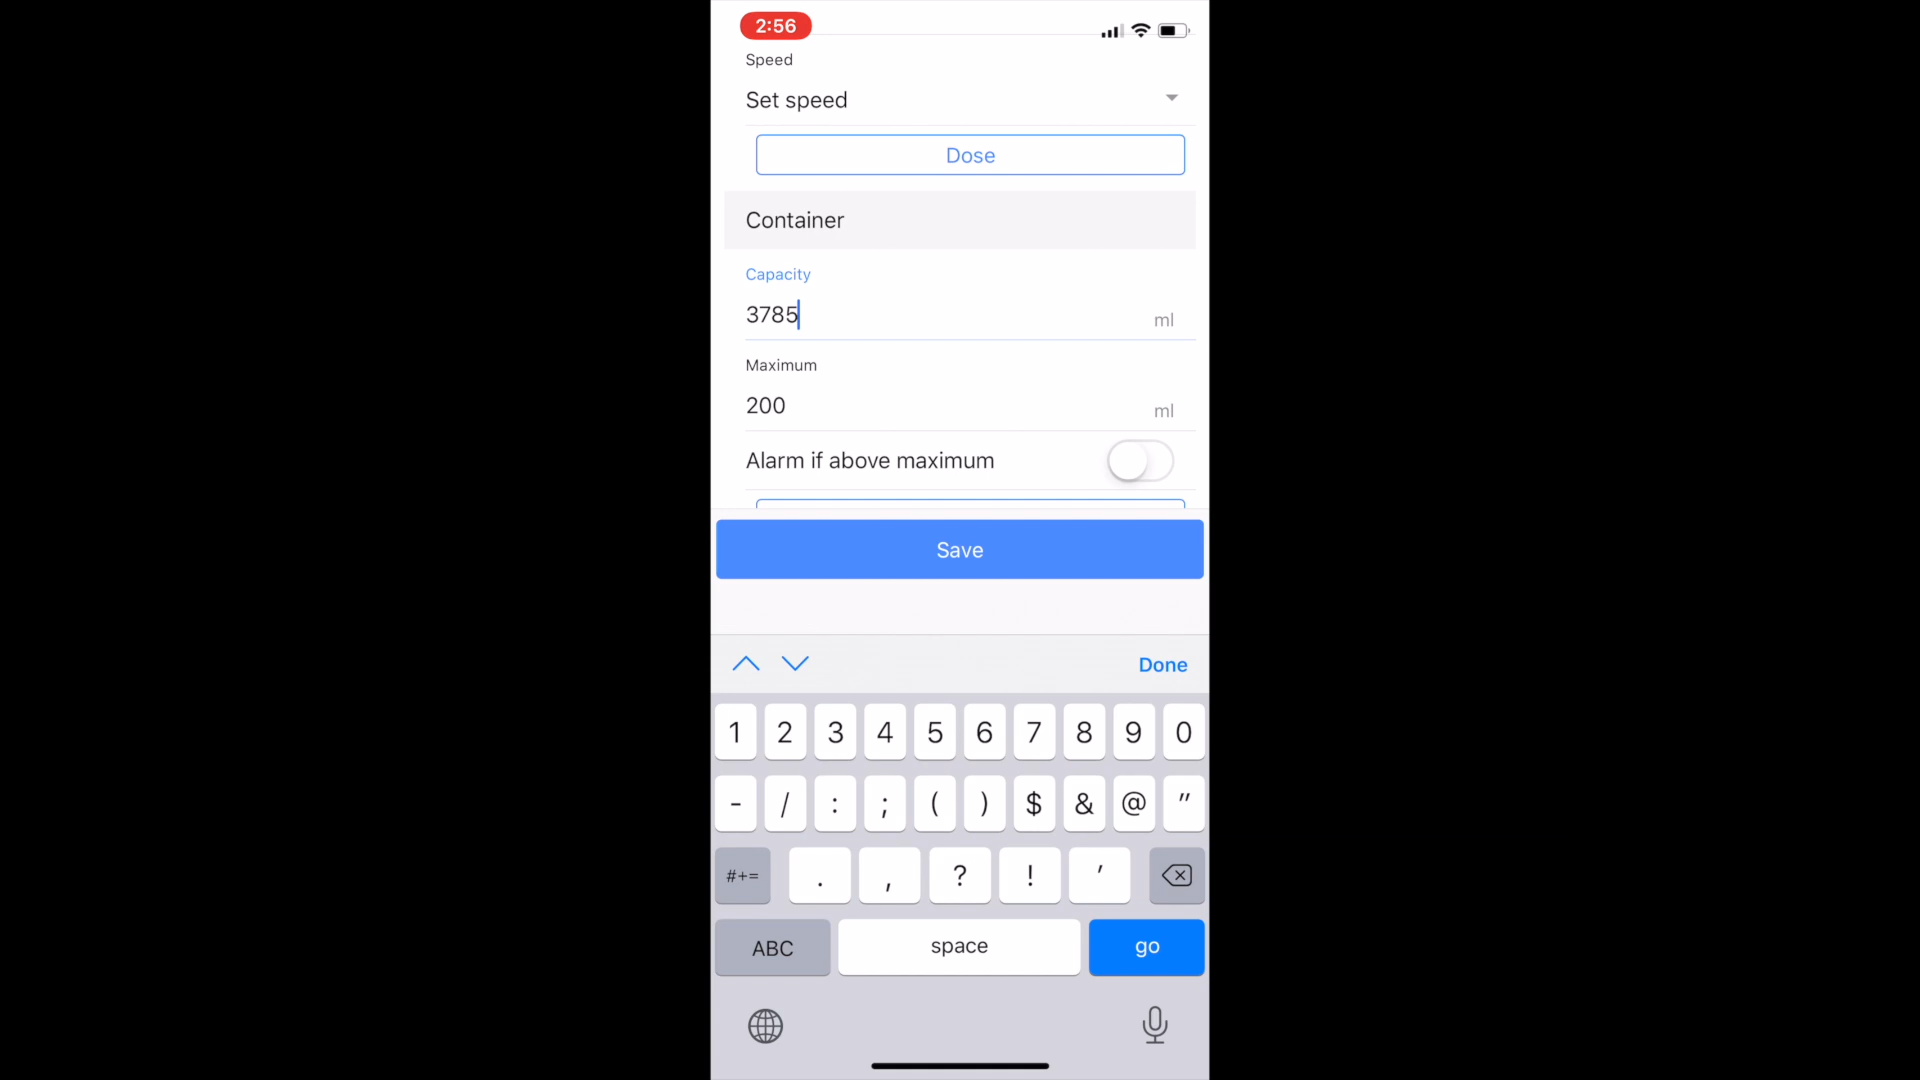 2:56
Speed
Set speed
Dose
Container
Capacity
3785 ml
Maximum
200 ml
Alarm if above maximum
Save
Done
1 2 3 4 5 6 7 8 9 0
- / : ; ( ) $ & @ "
#+= . , ? ! '
ABC space go